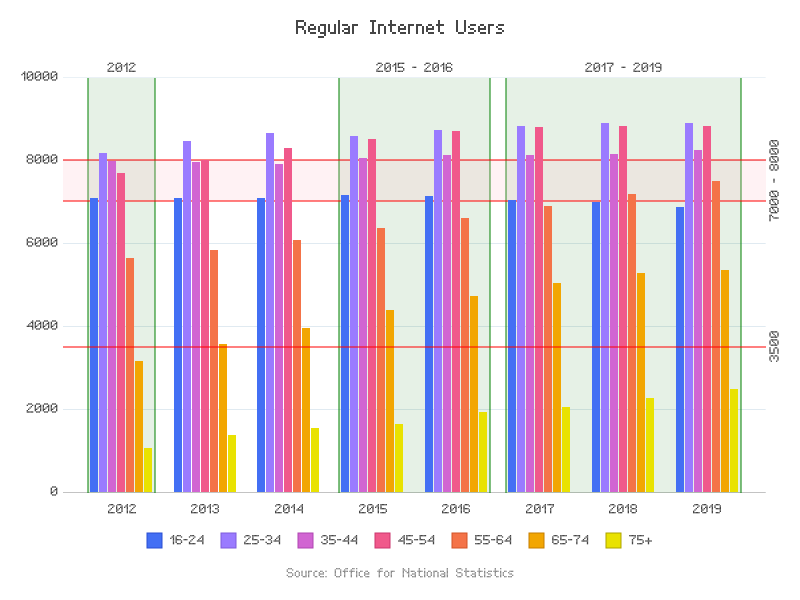 Regular Internet Users
2012 2015 - 2016 2017 - 2019
10000
8000
6000
4000
2000
0
7000 - 8000
3500
2012 2013 2014 2015 2016 2017 2018 2019
16-24 25-34 35-44 45-54 55-64 65-74 75+
Source: Office for National Statistics